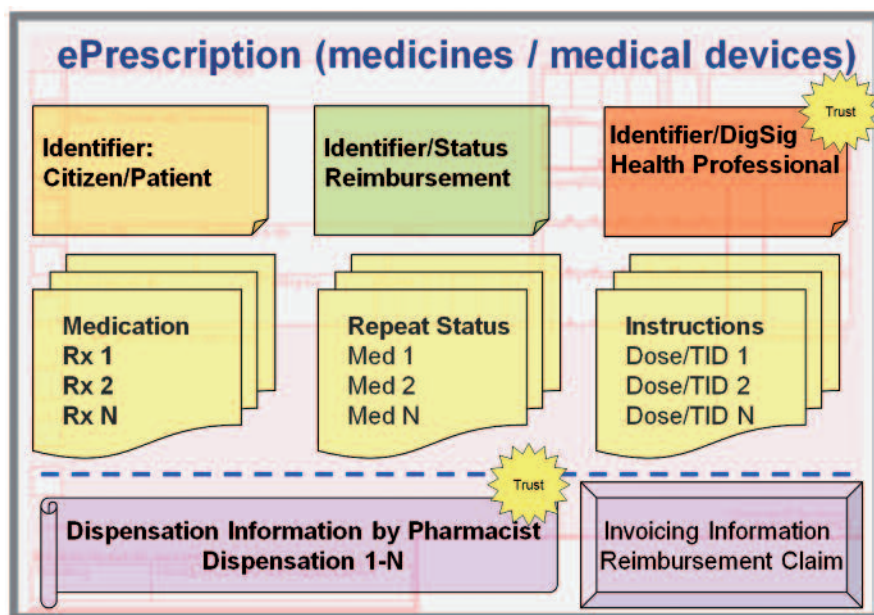 ePrescription (medicines / medical devices)
Trust
Identifier:
Citizen/Patient
Identifier/Status
Reimbursement
Identifier/DigSig
Health Professional
Medication
Rx 1
Rx 2
Rx N
Repeat Status
Med 1
Med 2
Med N
Instructions
Dose/TID 1
Dose/TID 2
Dose/TID N
Trust
Dispensation Information by Pharmacist
Dispensation 1-N
Invoicing Information
Reimbursement Claim